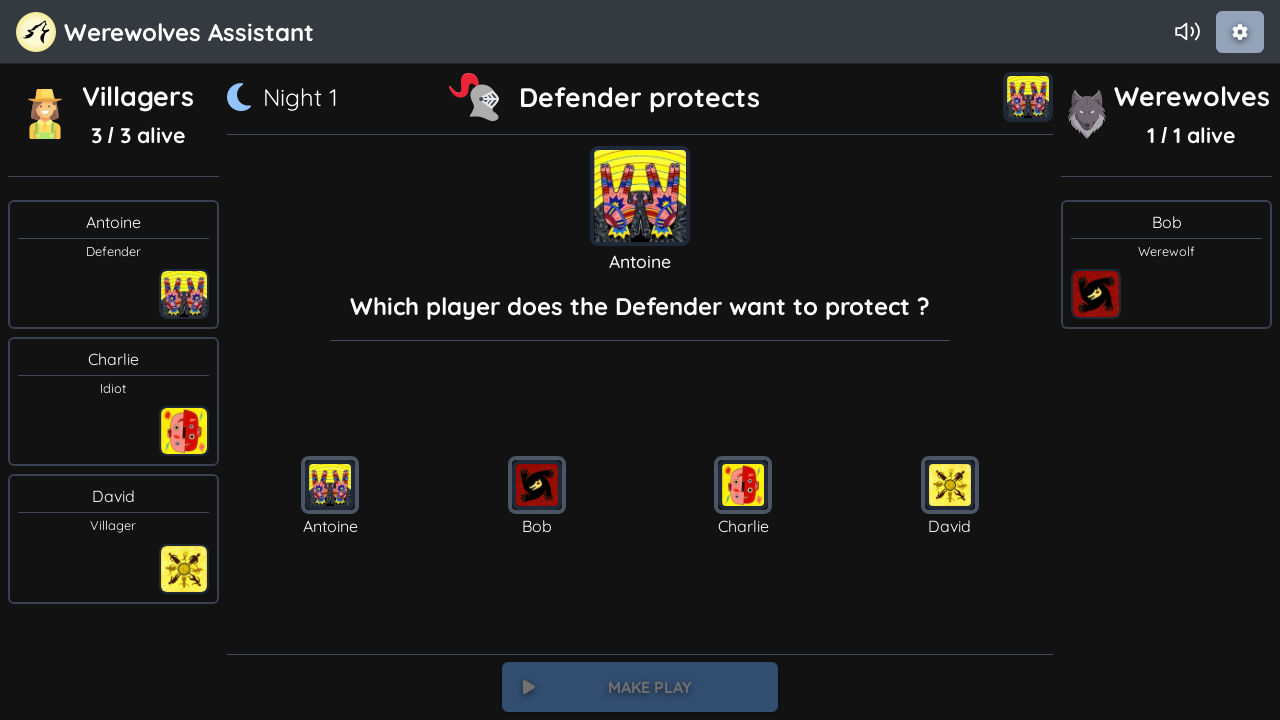 Werewolves Assistant
Villagers
3 / 3 alive
Night 1
Defender protects
Werewolves
1 / 1 alive
Antoine
Defender
Charlie
Idiot
David
Villager
Antoine
Which player does the Defender want to protect ?
Antoine
Bob
Charlie
David
MAKE PLAY
Bob
Werewolf